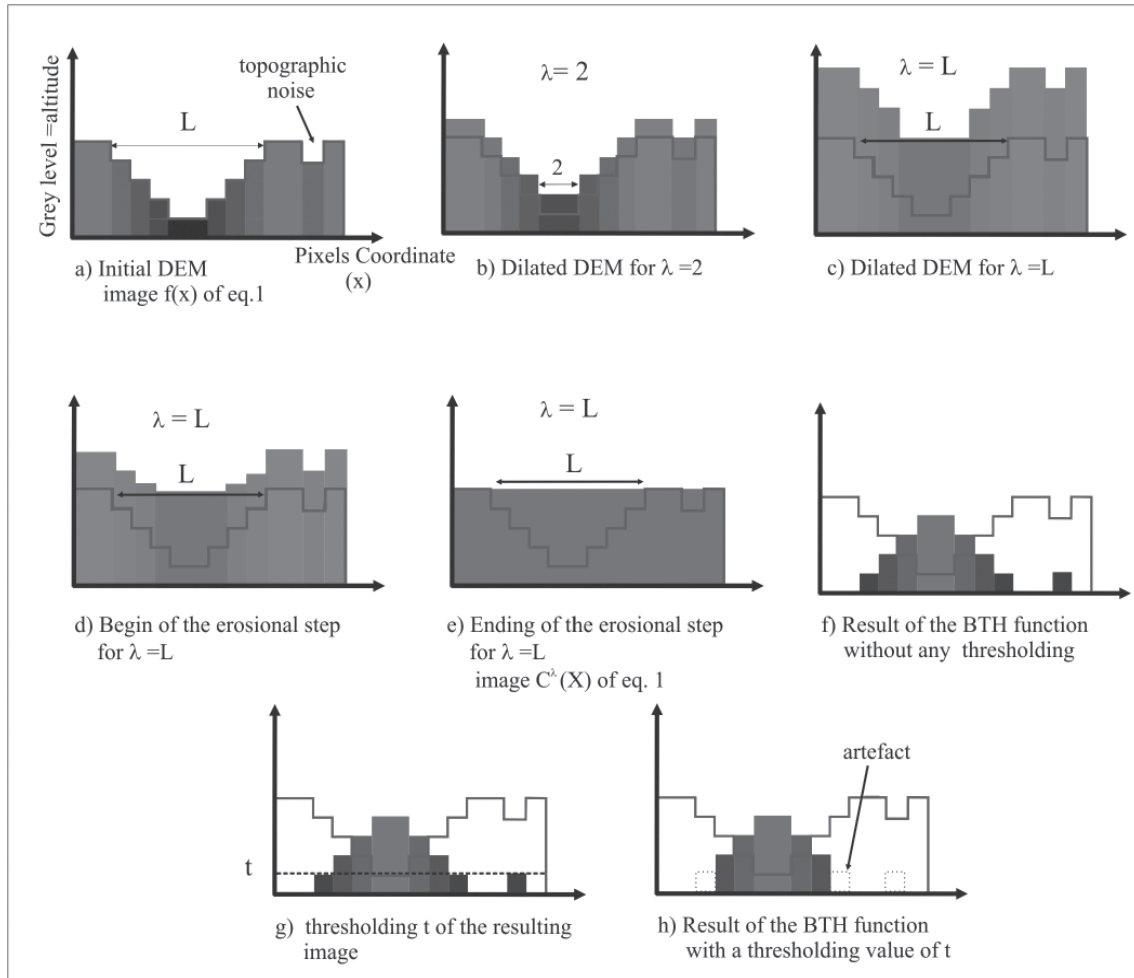 Grey level =altitude
L
topographic
noise
Pixels Coordinate
(x)
a) Initial DEM
image f(x) of eq.1
λ= 2
2
b) Dilated DEM for λ =2
λ = L
L
c) Dilated DEM for λ=L
λ = L
L
d) Begin of the erosional step
for λ =L
λ = L
L
e) Ending of the erosional step
for λ=L
image C^λ(X) of eq. 1
f) Result of the BTH function
without any thresholding
t
g) thresholding t of the resulting
image
artefact
h) Result of the BTH function
with a thresholding value of t